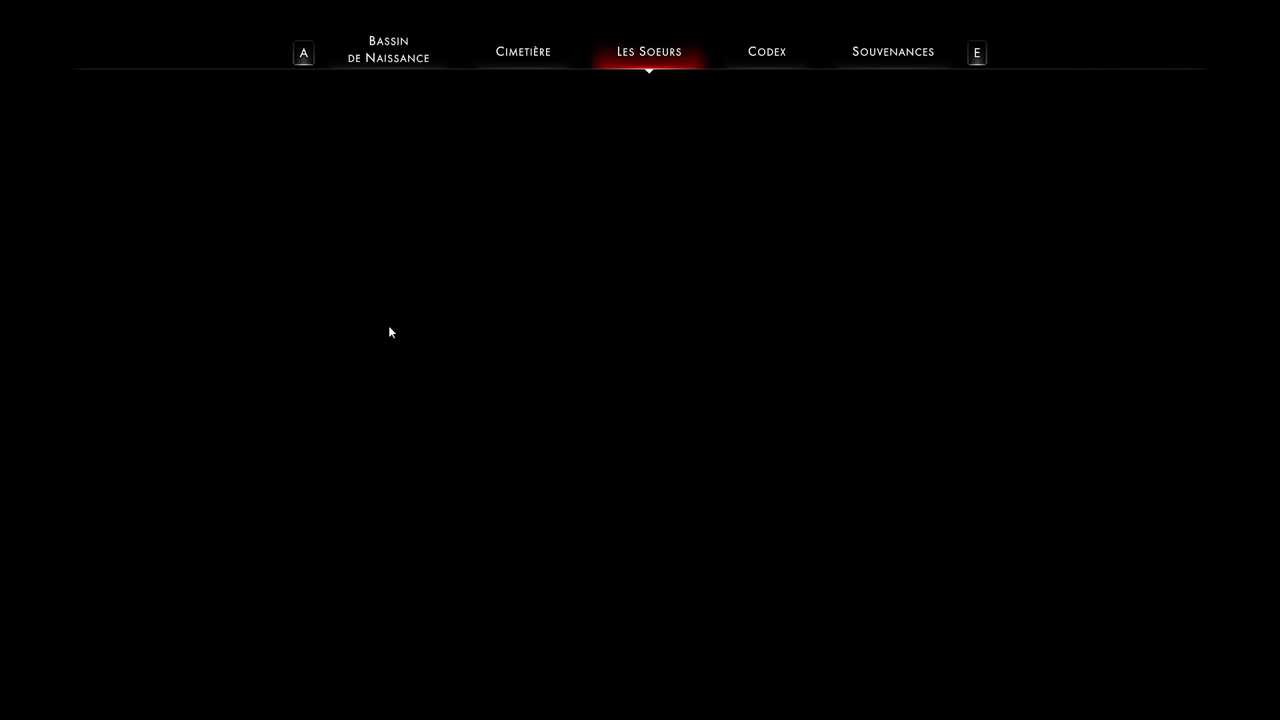 A
Bassin
de Naissance
Cimetière
Les Soeurs
Codex
Souvenances
E